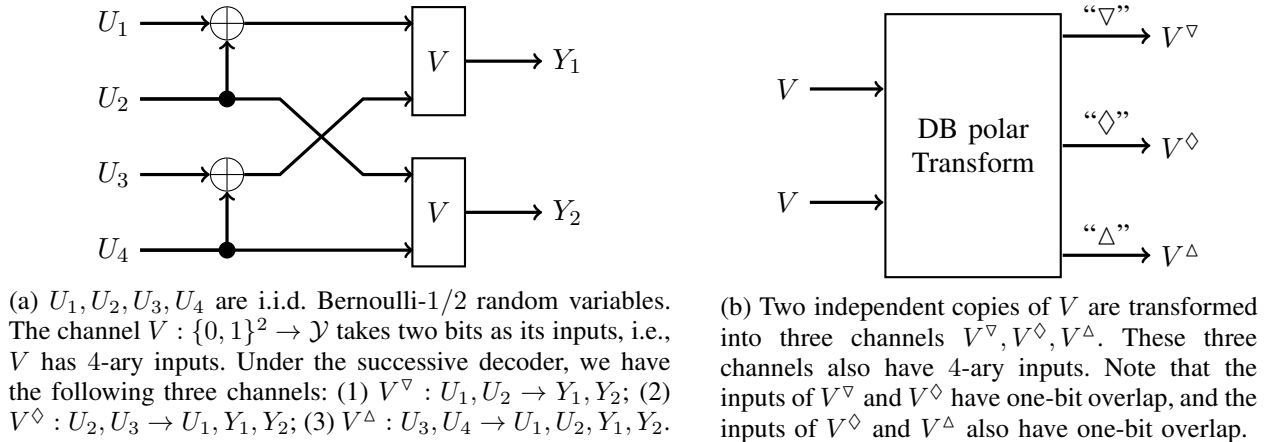 U₁
U₂
U₃
U₄
V
V
Y₁
Y₂
(a) U₁, U₂, U₃, U₄ are i.i.d. Bernoulli-1/2 random variables.
The channel V : {0, 1}² → 𝒴 takes two bits as its inputs, i.e.,
V has 4-ary inputs. Under the successive decoder, we have
the following three channels: (1) V^▽ : U₁, U₂ → Y₁, Y₂; (2)
V^◊ : U₂, U₃ → U₁, Y₁, Y₂; (3) V^△ : U₃, U₄ → U₁, U₂, Y₁, Y₂.
V
V
DB polar
Transform
“▽”
V^▽
“◊”
V^◊
“△”
V^△
(b) Two independent copies of V are transformed
into three channels V^▽, V^◊, V^△. These three
channels also have 4-ary inputs. Note that the
inputs of V^▽ and V^◊ have one-bit overlap, and the
inputs of V^◊ and V^△ also have one-bit overlap.